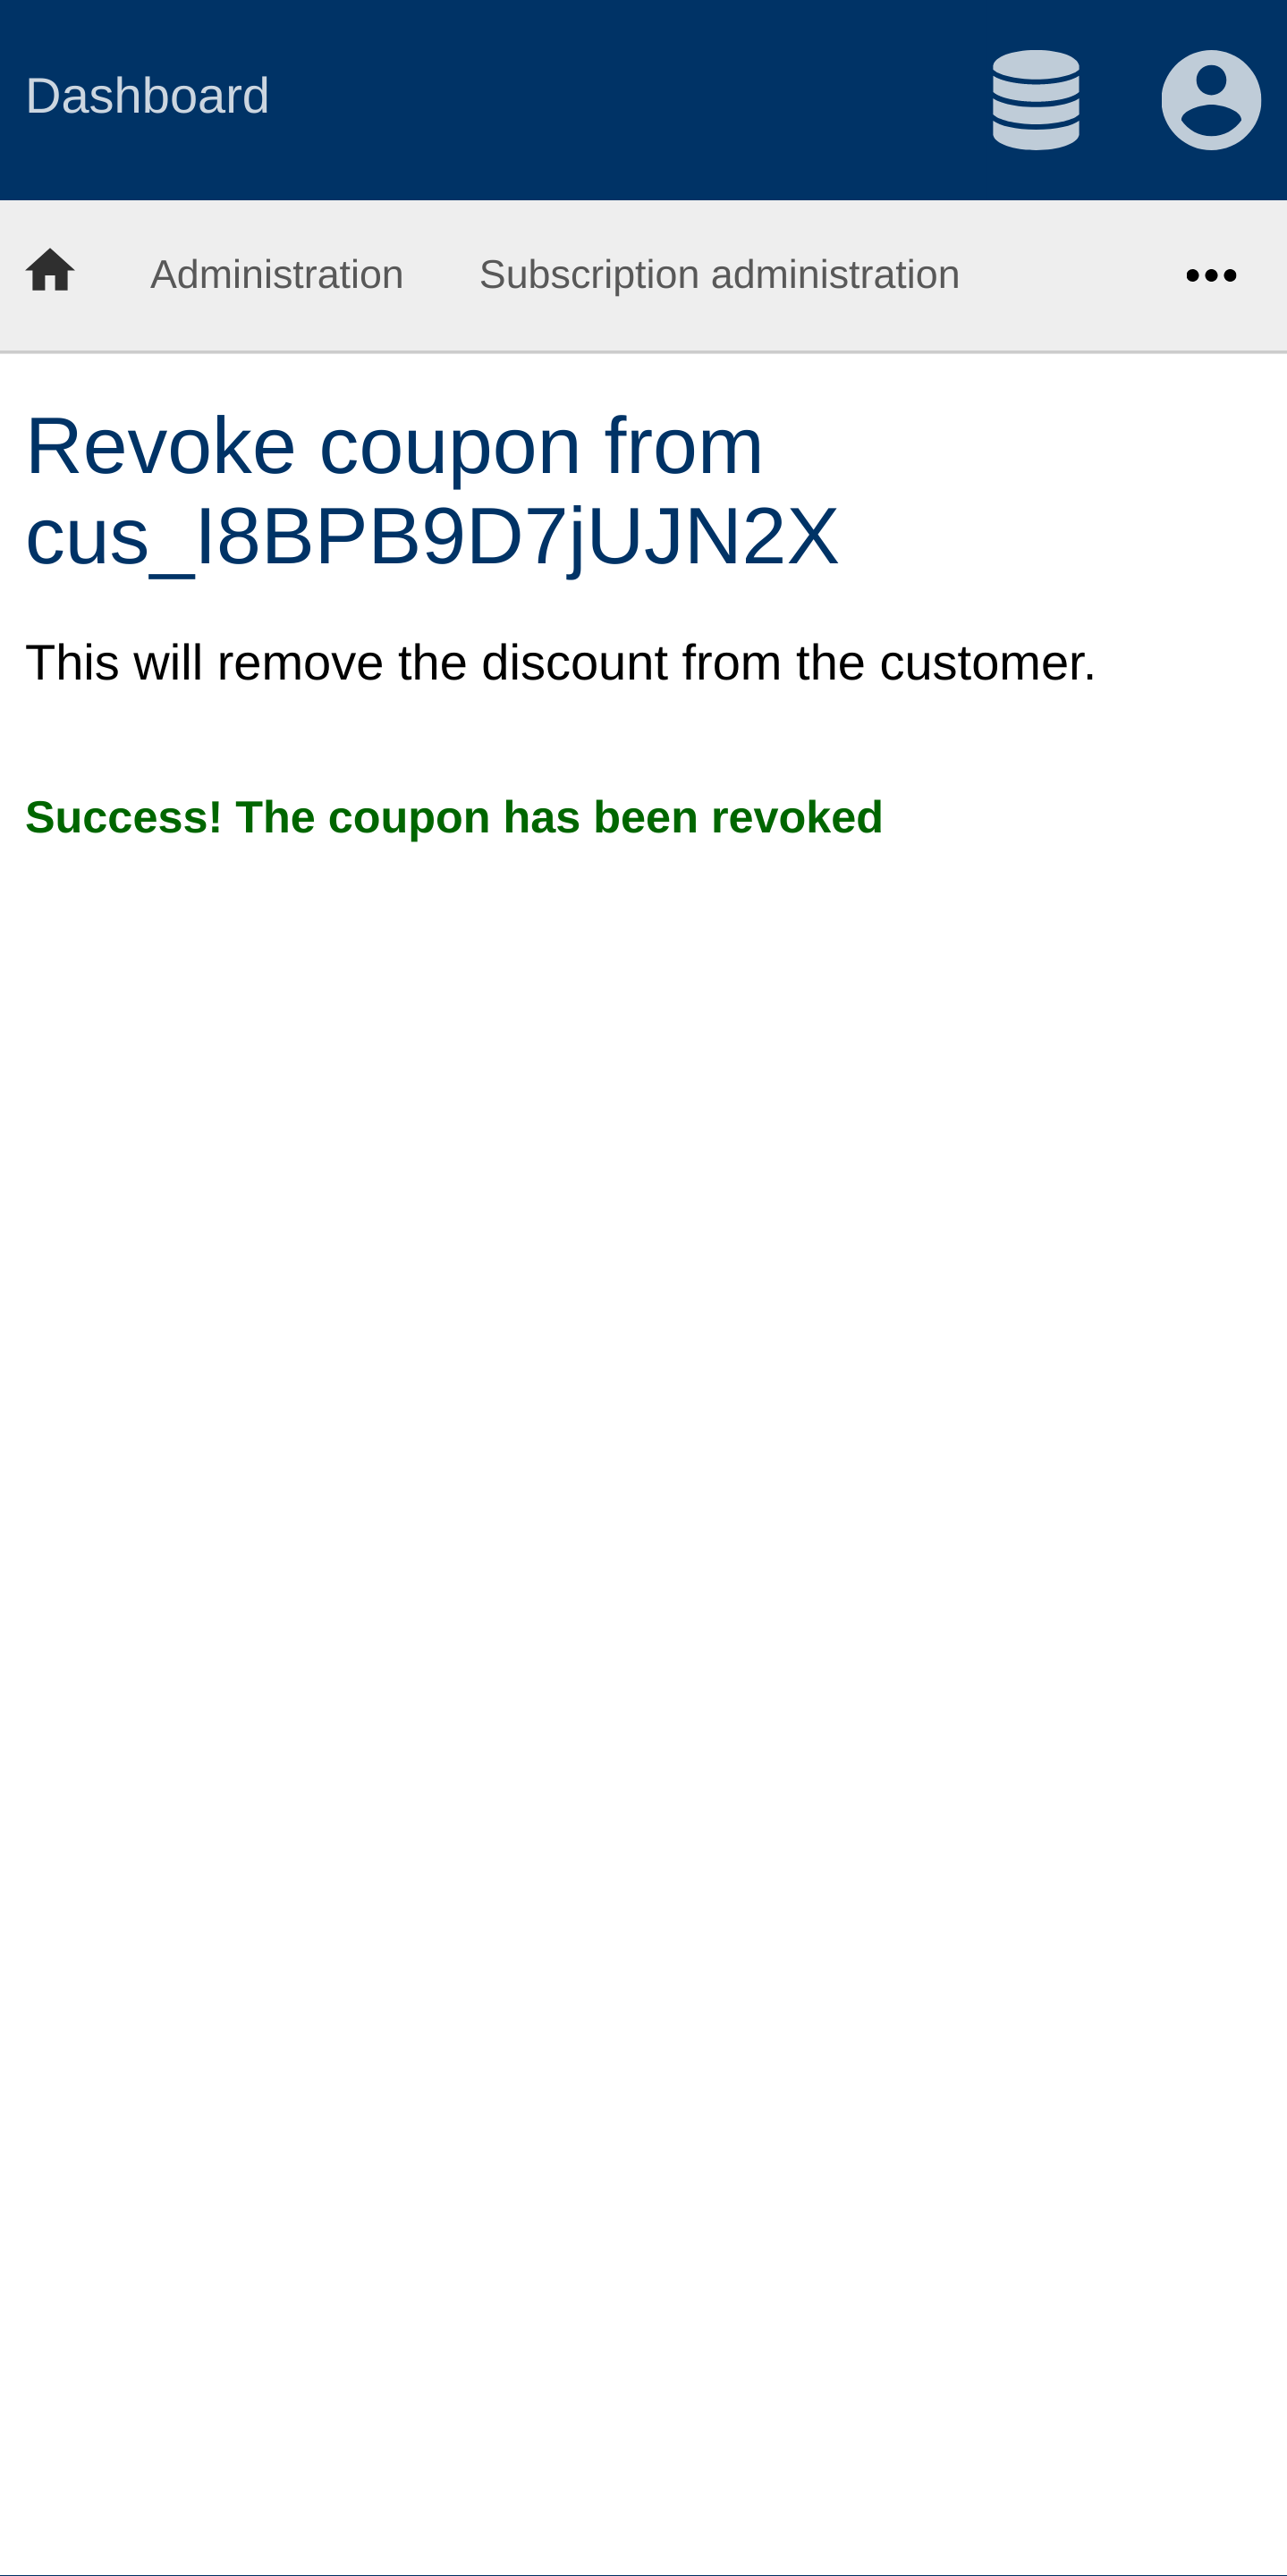 Dashboard
Administration Subscription administration
Revoke coupon from
cus_I8BPB9D7jUJN2X
This will remove the discount from the customer.
Success! The coupon has been revoked